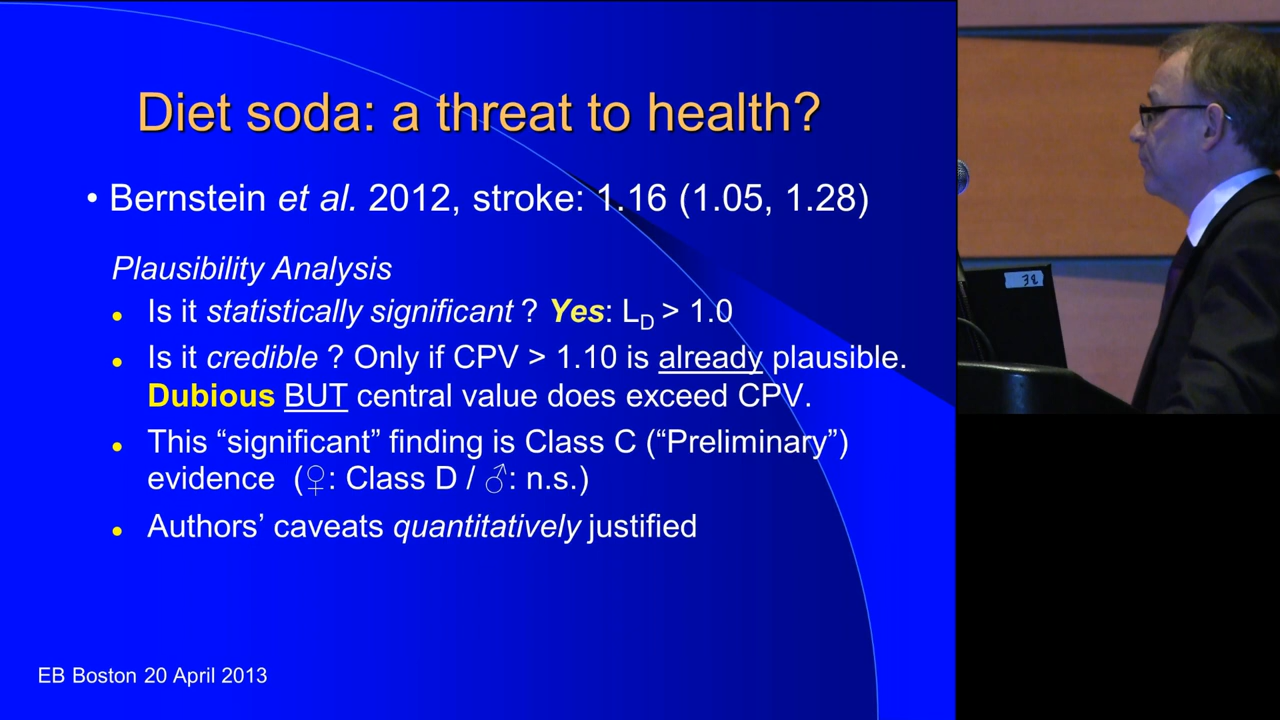 Diet soda: a threat to health?
• Bernstein et al. 2012, stroke: 1.16 (1.05, 1.28)
Plausibility Analysis
• Is it statistically significant ? Yes: LD > 1.0
• Is it credible ? Only if CPV > 1.10 is already plausible.
Dubious BUT central value does exceed CPV.
• This “significant” finding is Class C (“Preliminary”)
evidence (♀: Class D / ♂: n.s.)
• Authors’ caveats quantitatively justified
EB Boston 20 April 2013